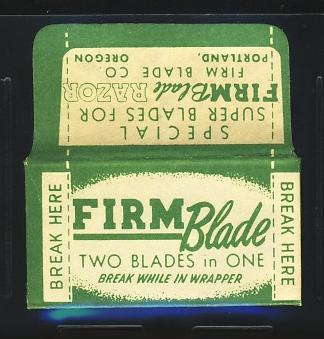 SPECIAL
SUPER BLADES FOR
FIRM Blade RAZOR
FIRM BLADE CO.
PORTLAND, OREGON
BREAK HERE
FIRM Blade
TWO BLADES in ONE
BREAK WHILE IN WRAPPER
BREAK HERE